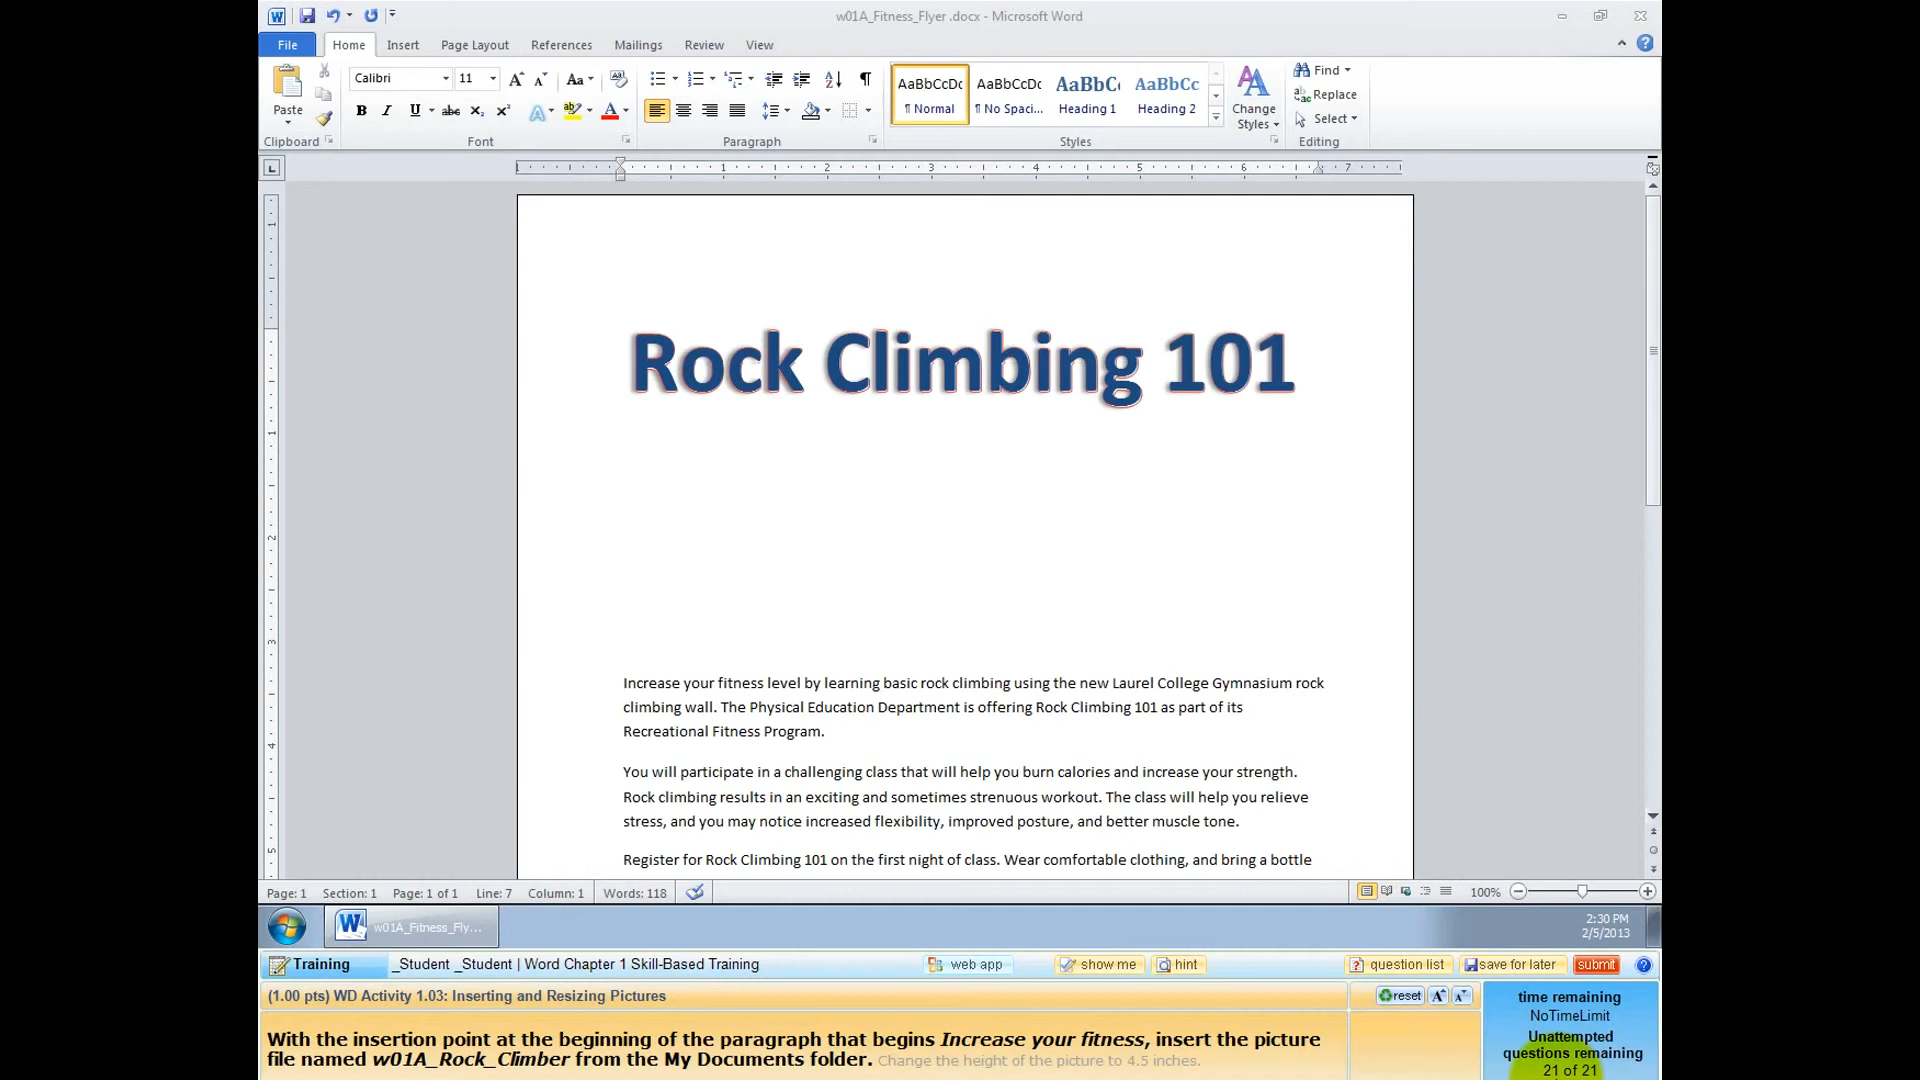 w01A_Fitness_Flyer .docx - Microsoft Word
File Home Insert Page Layout References Mailings Review View
Calibri 11 Aa
AaBbCcDc AaBbCcDc AaBbC AaBbCc
¶ Normal ¶ No Spaci... Heading 1 Heading 2
Paste
B I U abc X₂ X² A ab A
Change Styles
Find
Replace
Select
Clipboard Font Paragraph Styles Editing
L 1 2 3 4 5 6 7
Rock Climbing 101
Increase your fitness level by learning basic rock climbing using the new Laurel College Gymnasium rock
climbing wall. The Physical Education Department is offering Rock Climbing 101 as part of its
Recreational Fitness Program.
You will participate in a challenging class that will help you burn calories and increase your strength.
Rock climbing results in an exciting and sometimes strenuous workout. The class will help you relieve
stress, and you may notice increased flexibility, improved posture, and better muscle tone.
Register for Rock Climbing 101 on the first night of class. Wear comfortable clothing, and bring a bottle
Page: 1 Section: 1 Page: 1 of 1 Line: 7 Column: 1 Words: 118 100%
w01A_Fitness_Fly...
2:30 PM
2/5/2013
Training _Student _Student | Word Chapter 1 Skill-Based Training web app show me hint question list save for later submit
(1.00 pts) WD Activity 1.03: Inserting and Resizing Pictures reset
With the insertion point at the beginning of the paragraph that begins Increase your fitness, insert the picture
file named w01A_Rock_Climber from the My Documents folder. Change the height of the picture to 4.5 inches.
time remaining
NoTimeLimit
Unattempted
questions remaining
21 of 21